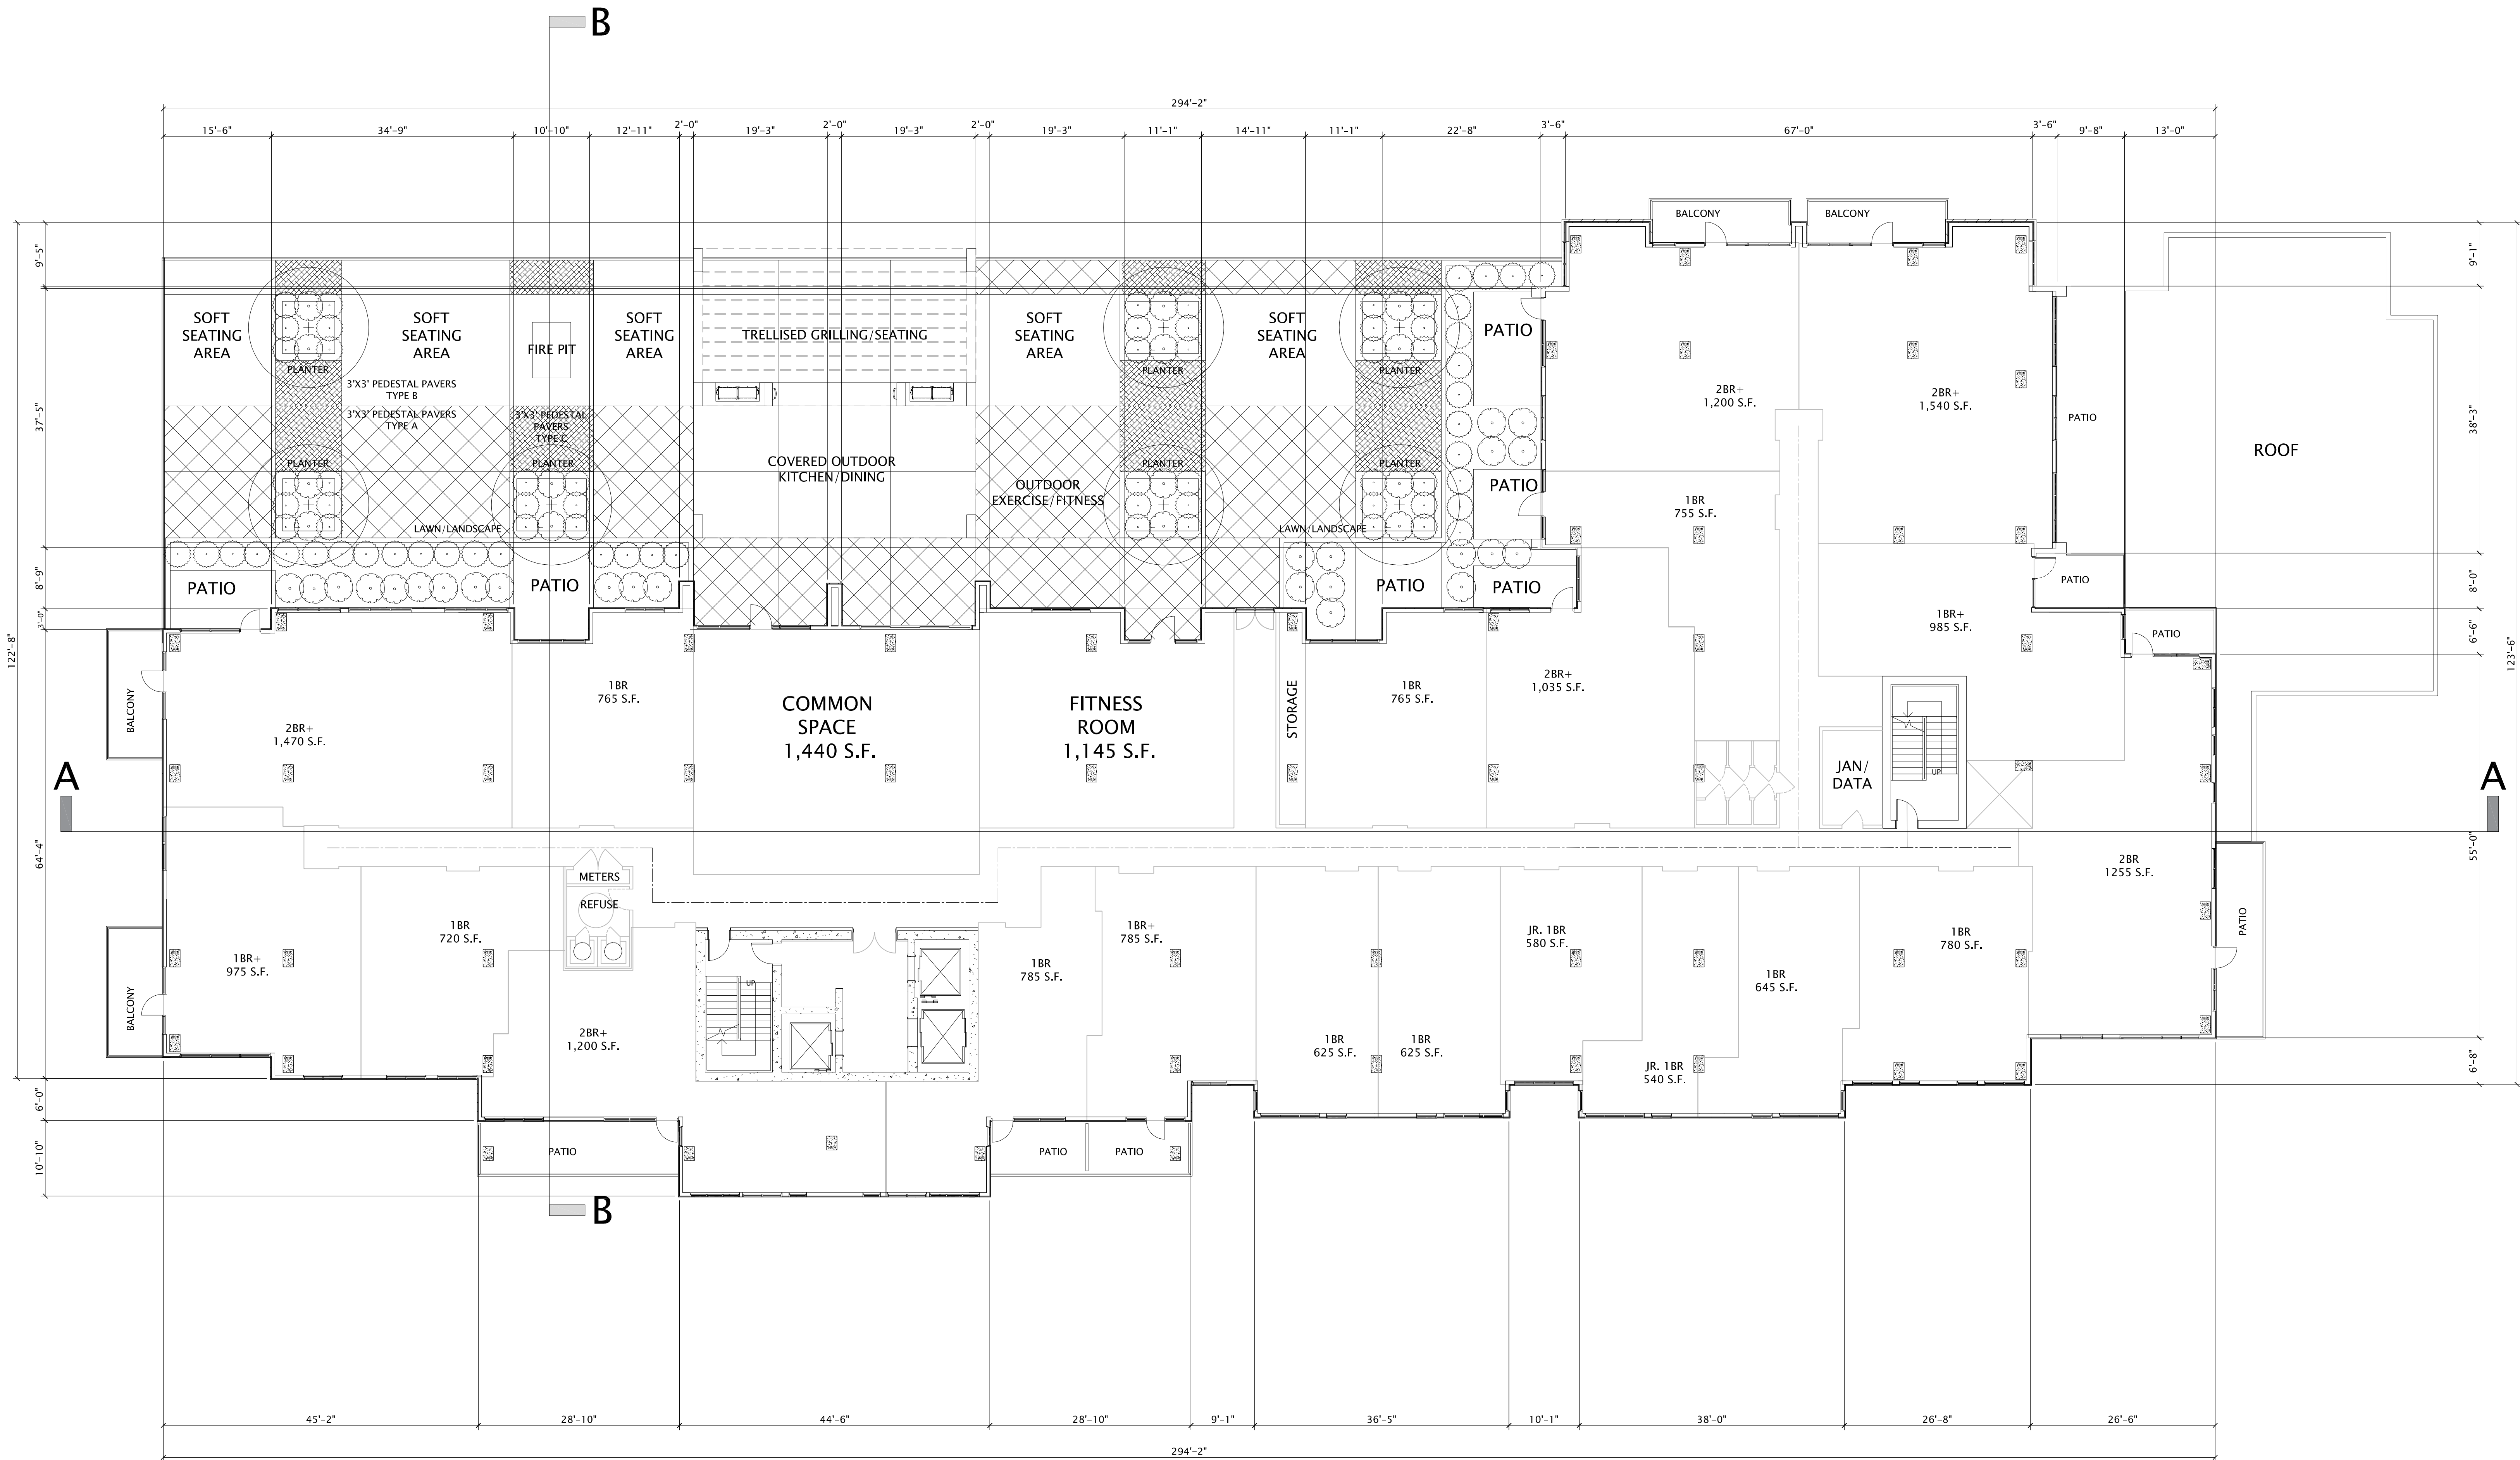 B
294'-2"
15'-6"
34'-9"
10'-10"
12'-11"
2'-0"
19'-3"
2'-0"
19'-3"
2'-0"
19'-3"
11'-1"
14'-11"
11'-1"
22'-8"
3'-6"
67'-0"
3'-6"
9'-8"
13'-0"
BALCONY
BALCONY
9'-5"
9'-1"
SOFT
SEATING
AREA
SOFT
SEATING
AREA
FIRE PIT
SOFT
SEATING
AREA
TRELLISED GRILLING/SEATING
SOFT
SEATING
AREA
SOFT
SEATING
AREA
PATIO
PLANTER
PLANTER
PLANTER
3'X3' PEDESTAL PAVERS
TYPE B
3'X3' PEDESTAL PAVERS
TYPE A
3'X3' PEDESTAL
PAVERS
TYPE C
37'-5"
38'-3"
2BR+
1,200 S.F.
2BR+
1,540 S.F.
PATIO
ROOF
PLANTER
PLANTER
COVERED OUTDOOR
KITCHEN/DINING
OUTDOOR
EXERCISE/FITNESS
PLANTER
PLANTER
PATIO
1BR
755 S.F.
LAWN/LANDSCAPE
LAWN/LANDSCAPE
8'-9"
8'-0"
PATIO
PATIO
PATIO
PATIO
PATIO
3'-0"
1BR+
985 S.F.
6'-6"
PATIO
122'-8"
123'-6"
BALCONY
2BR+
1,470 S.F.
1BR
765 S.F.
COMMON
SPACE
1,440 S.F.
FITNESS
ROOM
1,145 S.F.
STORAGE
1BR
765 S.F.
2BR+
1,035 S.F.
JAN/
DATA
UP
A
A
64'-4"
55'-0"
METERS
REFUSE
2BR
1255 S.F.
PATIO
1BR
720 S.F.
1BR+
975 S.F.
BALCONY
2BR+
1,200 S.F.
UP
1BR
785 S.F.
1BR+
785 S.F.
1BR
625 S.F.
1BR
625 S.F.
JR. 1BR
580 S.F.
JR. 1BR
540 S.F.
1BR
645 S.F.
1BR
780 S.F.
6'-8"
6'-0"
10'-10"
PATIO
PATIO
PATIO
B
45'-2"
28'-10"
44'-6"
28'-10"
9'-1"
36'-5"
10'-1"
38'-0"
26'-8"
26'-6"
294'-2"